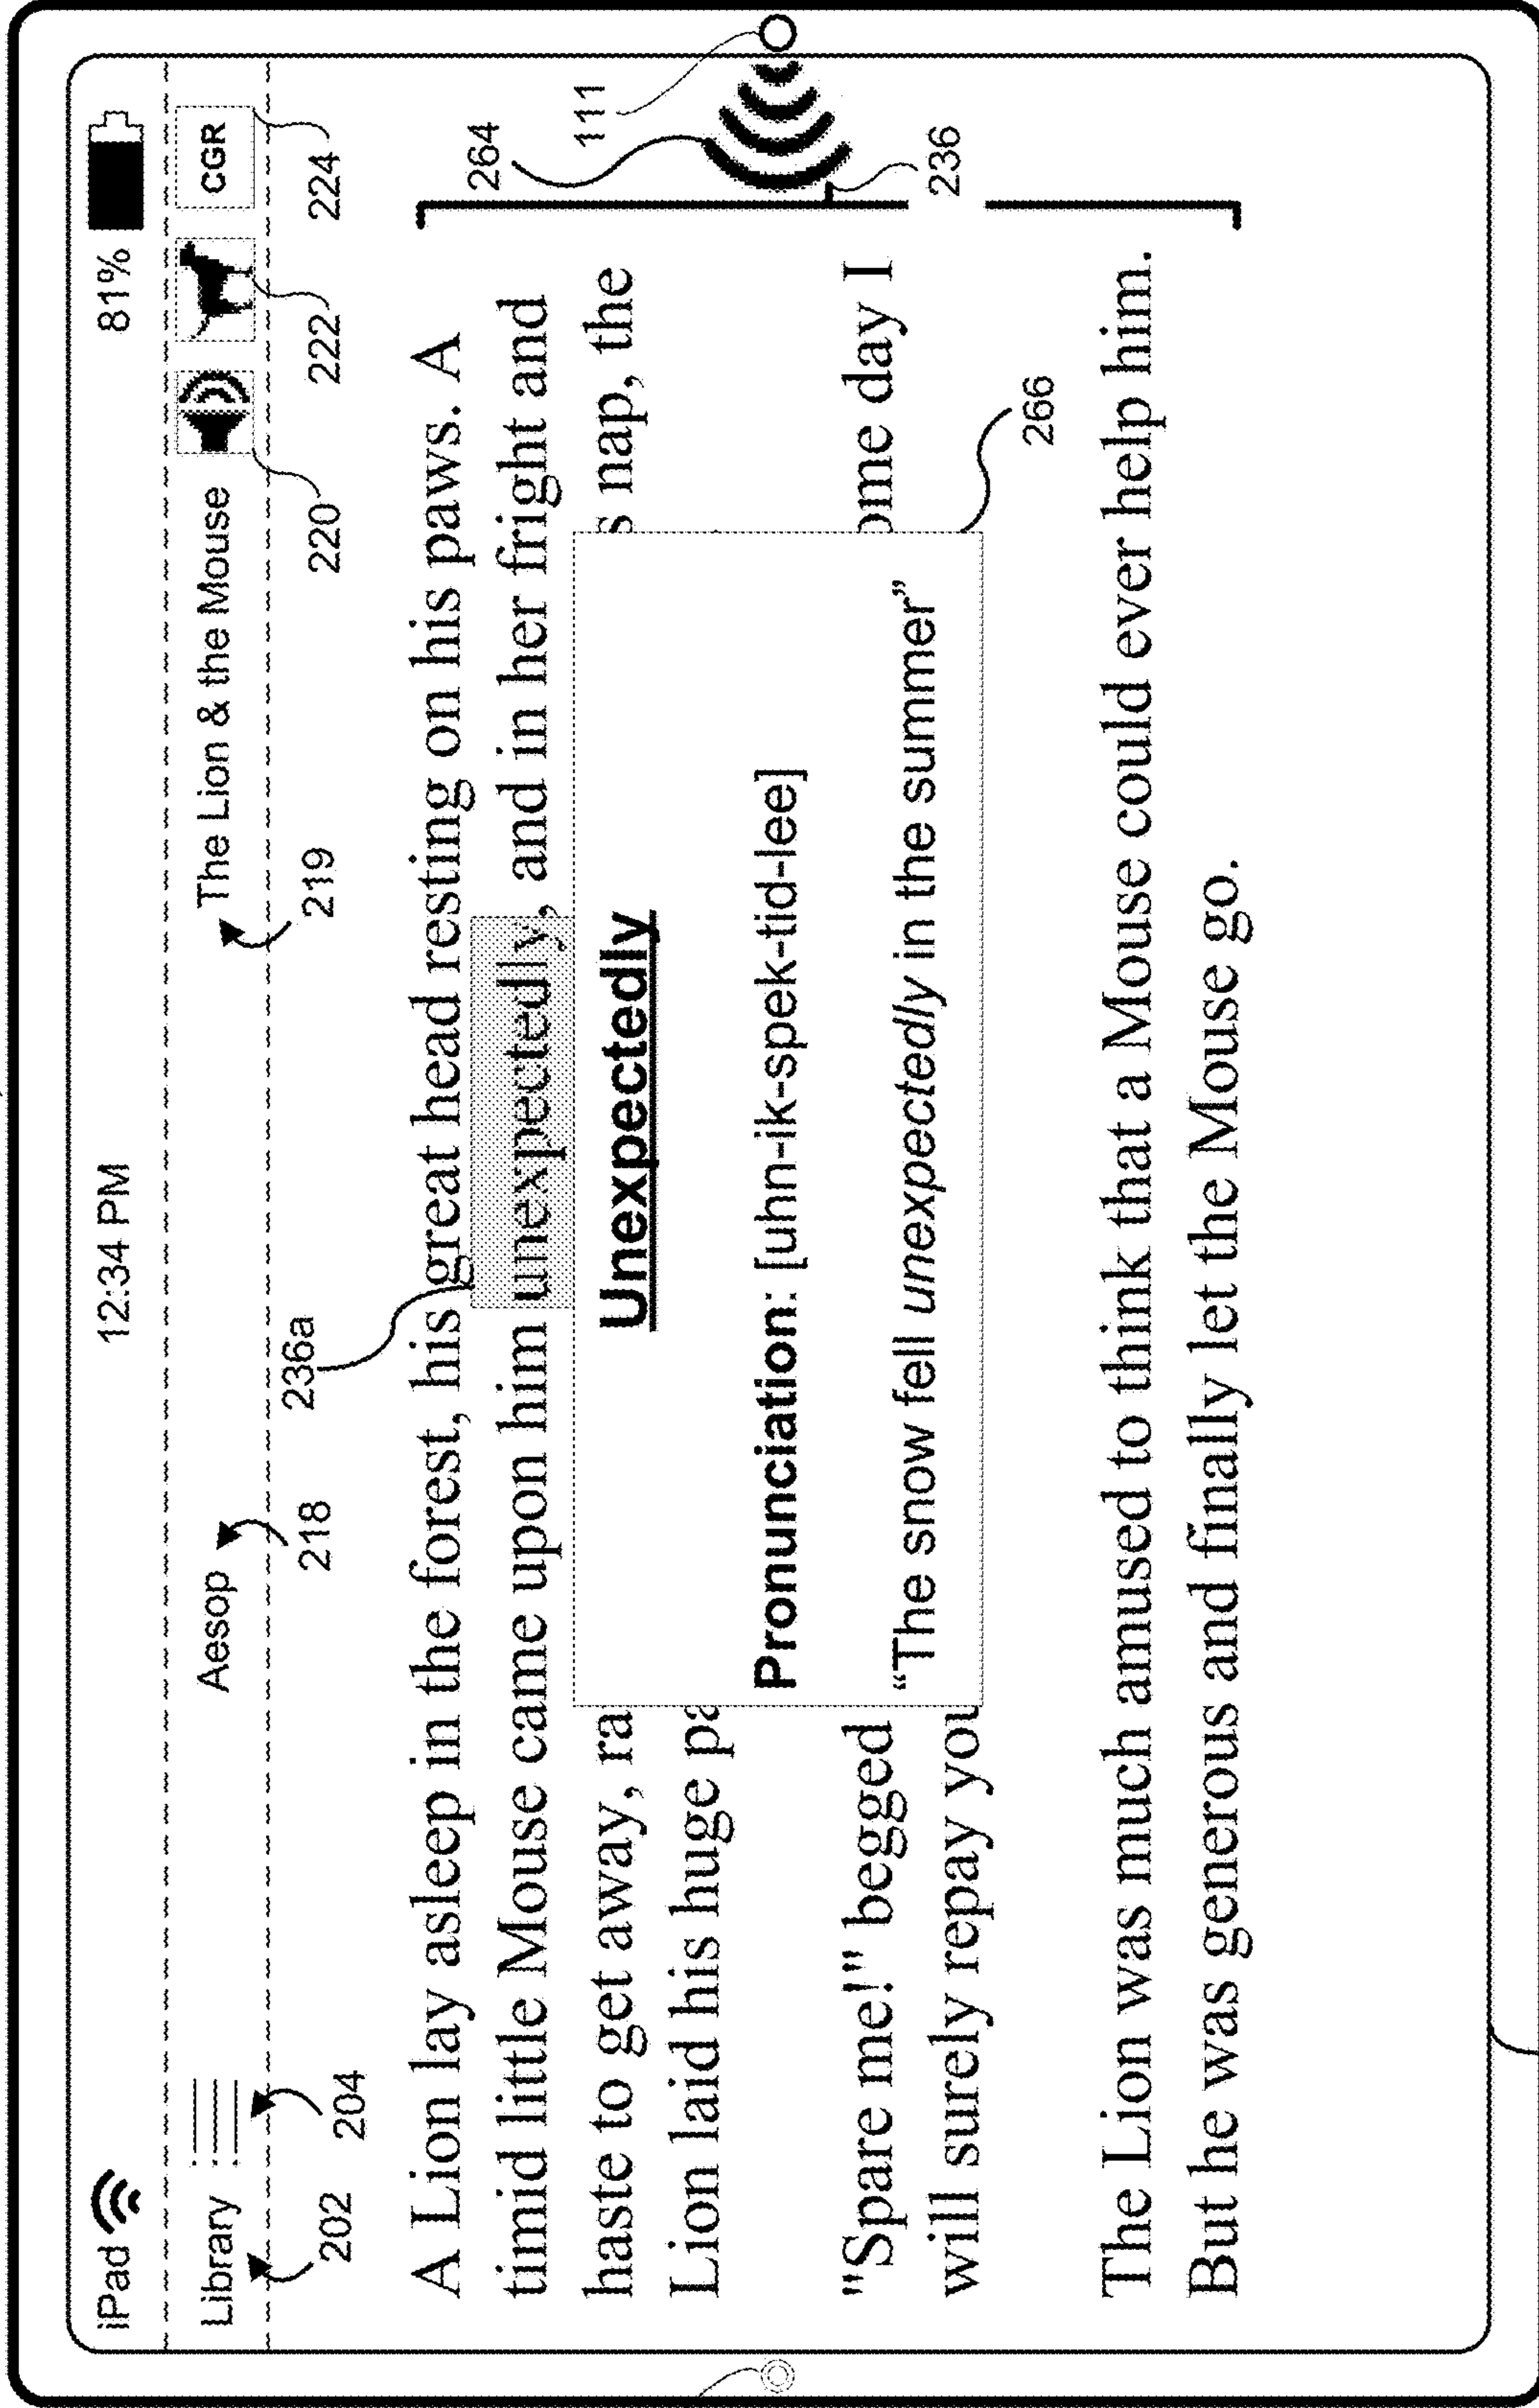 iPad 12:34 PM 81%
Library Aesop The Lion & the Mouse CGR
202 204 218 219 220 222 224
236a
A Lion lay asleep in the forest, his great head resting on his paws. A
timid little Mouse came upon him unexpectedly, and in her fright and
haste to get away, ra s nap, the
Lion laid his huge pa
"Spare me!" begged ome day I
will surely repay you
The Lion was much amused to think that a Mouse could ever help him.
But he was generous and finally let the Mouse go.
Unexpectedly
Pronunciation: [uhn-ik-spek-tid-lee]
“The snow fell unexpectedly in the summer”
264
111
236
266